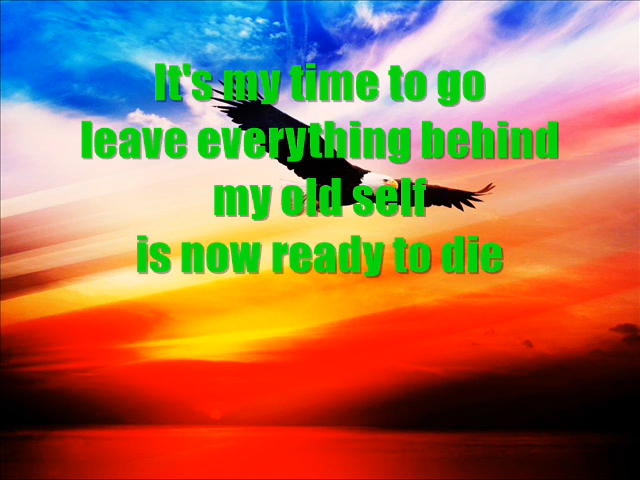 It's my time to go
leave everything behind
my old self
is now ready to die